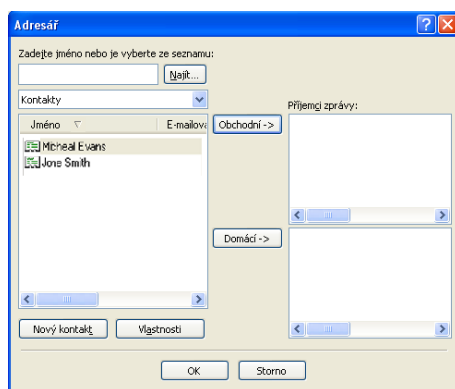 Adresář
Zadejte jméno nebo je vyberte ze seznamu:
Najít...
Kontakty
Příjemci zprávy:
Jméno E-mailova
Obchodní ->
Micheal Evans
Jone Smith
Domácí ->
Nový kontakt
Vlastnosti
OK
Storno